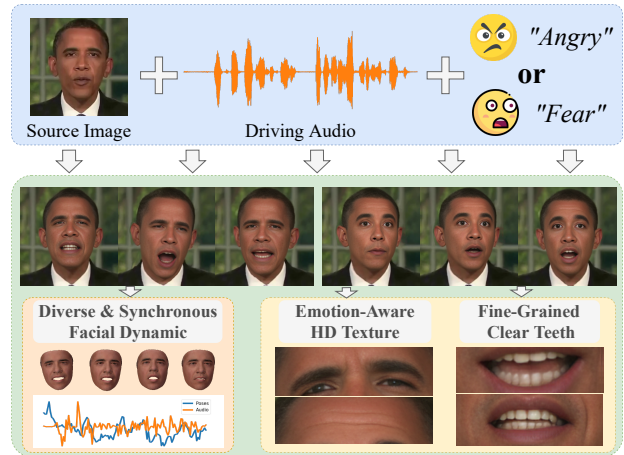 "Angry"
or
"Fear"
Source Image
Driving Audio
Diverse & Synchronous
Facial Dynamic
Emotion-Aware
HD Texture
Fine-Grained
Clear Teeth
Poses
Audio